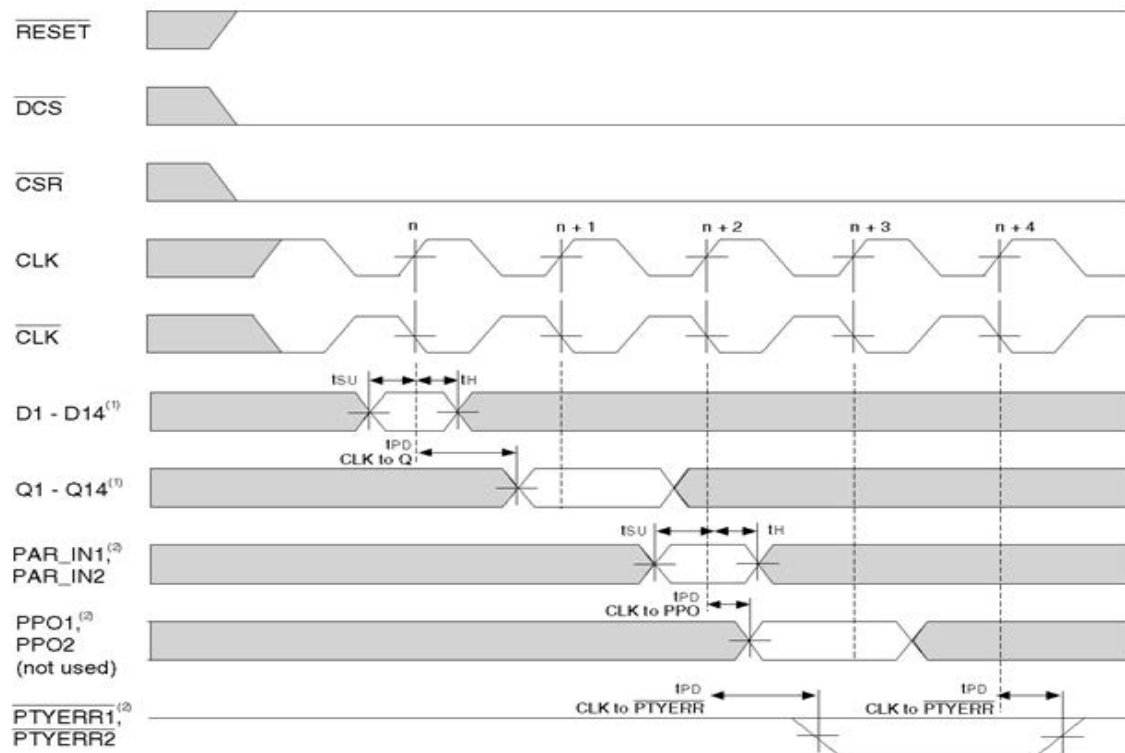 RESET
DCS
CSR
n n + 1 n + 2 n + 3 n + 4
CLK
CLK
tSU tH
D1 - D14(1)
tPD
CLK to Q
Q1 - Q14(1)
tSU tH
PAR_IN1,(2)
PAR_IN2
tPD
CLK to PPO
PPO1,(2)
PPO2
(not used)
tPD tPD
CLK to PTYERR CLK to PTYERR
PTYERR1,(2)
PTYERR2